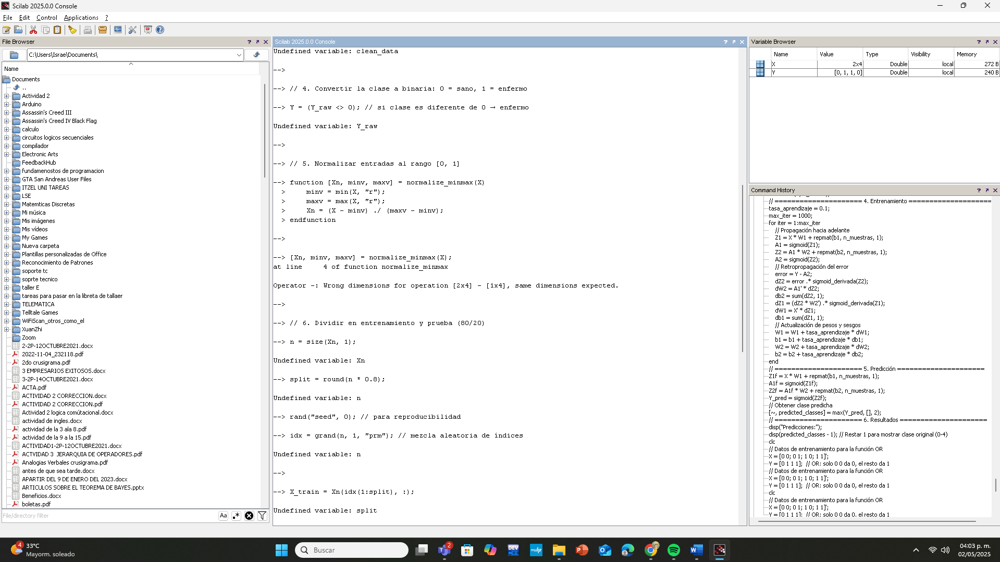 Scilab 2025.0.0 Console
File Edit Control Applications ?
File Browser ?
C:\Users\Israe\Documents\
Name
Documents
..
Actividad 2
Arduino
Assassin's Creed III
Assassin's Creed IV Black Flag
calculo
circuitos logicos secuenciales
compilador
Electronic Arts
FeedbackHub
fundamenostos de programacion
GTA San Andreas User Files
ITZEL UNI TAREAS
LSE
Matemticas Discretas
Mi música
Mis imágenes
Mis vídeos
My Games
Nueva carpeta
Plantillas personalizadas de Office
Reconocimiento de Patrones
soporte tc
soprte tecnico
taller E
tareas para pasar en la libreta de tallaer
TELEMATICA
Telltale Games
WiFiScan_otros_como_el
XuanZhi
Zoom
2-2P-12OCTUBRE2021.docx
2022-11-04_232118.pdf
2do crusigrama.pdf
3 EMPRESARIOS EXITOSOS.docx
3-2P-14OCTUBRE2021.docx
ACTA.pdf
ACTIVIDAD 2 CORRECCION.docx
ACTIVIDAD 2 CORRECCION.pdf
Actividad 2 logica comútacional.docx
actividad de ingles.docx
actividad de la 3 ala 8.pdf
actividad de la 9 a la 15.pdf
ACTIVIDAD1-2P-12OCTUBRE2021.docx
ACTVIDAD 3  JERARQUIA DE OPERADORES.pdf
Analogias Verbales crusigrama.pdf
antes de que sea tarde.docx
APARTIR DEL 9 DE ENERO DEL 2023.docx
ARTICULOS SOBRE EL TEOREMA DE BAYES.pptx
Beneficios.docx
boletas.pdf
File/directory filter
Aa .*
Scilab 2025.0.0 Console ?
Undefined variable: clean_data
-->
--> // 4. Convertir la clase a binaria: 0 = sano, 1 = enfermo
--> Y = (Y_raw <> 0); // si clase es diferente de 0 → enfermo
Undefined variable: Y_raw
-->
--> // 5. Normalizar entradas al rango [0, 1]
--> function [Xn, minv, maxv] = normalize_minmax(X)
  >     minv = min(X, "r");
  >     maxv = max(X, "r");
  >     Xn = (X - minv) ./ (maxv - minv);
  > endfunction
-->
--> [Xn, minv, maxv] = normalize_minmax(X);
at line     4 of function normalize_minmax
Operator -: Wrong dimensions for operation [2x4] - [1x4], same dimensions expected.
-->
--> // 6. Dividir en entrenamiento y prueba (80/20)
--> n = size(Xn, 1);
Undefined variable: Xn
--> split = round(n * 0.8);
Undefined variable: n
--> rand("seed", 0); // para reproducibilidad
--> idx = grand(n, 1, "prm"); // mezcla aleatoria de índices
Undefined variable: n
-->
--> X_train = Xn(idx(1:split), :);
Undefined variable: split
Variable Browser ?
Name Value Type Visibility Memory
X 2x4 Double local 272 B
Y [0, 1, 1, 0] Double local 240 B
Command History ?
// ===================== 4. Entrenamiento ====================
tasa_aprendizaje = 0.1;
max_iter = 1000;
for iter = 1:max_iter
// Propagación hacia adelante
Z1 = X * W1 + repmat(b1, n_muestras, 1);
A1 = sigmoid(Z1);
Z2 = A1 * W2 + repmat(b2, n_muestras, 1);
A2 = sigmoid(Z2);
// Retropropagación del error
error = Y - A2;
dZ2 = error .* sigmoid_derivada(Z2);
dW2 = A1' * dZ2;
db2 = sum(dZ2, 1);
dZ1 = (dZ2 * W2') .* sigmoid_derivada(Z1);
dW1 = X' * dZ1;
db1 = sum(dZ1, 1);
// Actualización de pesos y sesgos
W1 = W1 + tasa_aprendizaje * dW1;
b1 = b1 + tasa_aprendizaje * db1;
W2 = W2 + tasa_aprendizaje * dW2;
b2 = b2 + tasa_aprendizaje * db2;
end
// ===================== 5. Predicción =====================
Z1f = X * W1 + repmat(b1, n_muestras, 1);
A1f = sigmoid(Z1f);
Z2f = A1f * W2 + repmat(b2, n_muestras, 1);
Y_pred = sigmoid(Z2f);
// Obtener clase predicha
[~, predicted_classes] = max(Y_pred, [], 2);
// ===================== 6. Resultados =====================
disp("Predicciones:");
disp(predicted_classes - 1); // Restar 1 para mostrar clase original (0-4)
clc
// Datos de entrenamiento para la función OR
X = [0 0; 0 1; 1 0; 1 1]';
Y = [0 1 1 1];  // OR: solo 0 0 da 0, el resto da 1
// Datos de entrenamiento para la función OR
X = [0 0; 0 1; 1 0; 1 1]';
Y = [0 1 1 1];  // OR: solo 0 0 da 0, el resto da 1
clc
// Datos de entrenamiento para la función OR
X = [0 0; 0 1; 1 0; 1 1]';
Y = [0 1 1 1];  // OR: solo 0 0 da 0, el resto da 1
4
33°C
Mayorm. soleado
Buscar
2
DEV
myhp
04:03 p. m.
02/05/2025